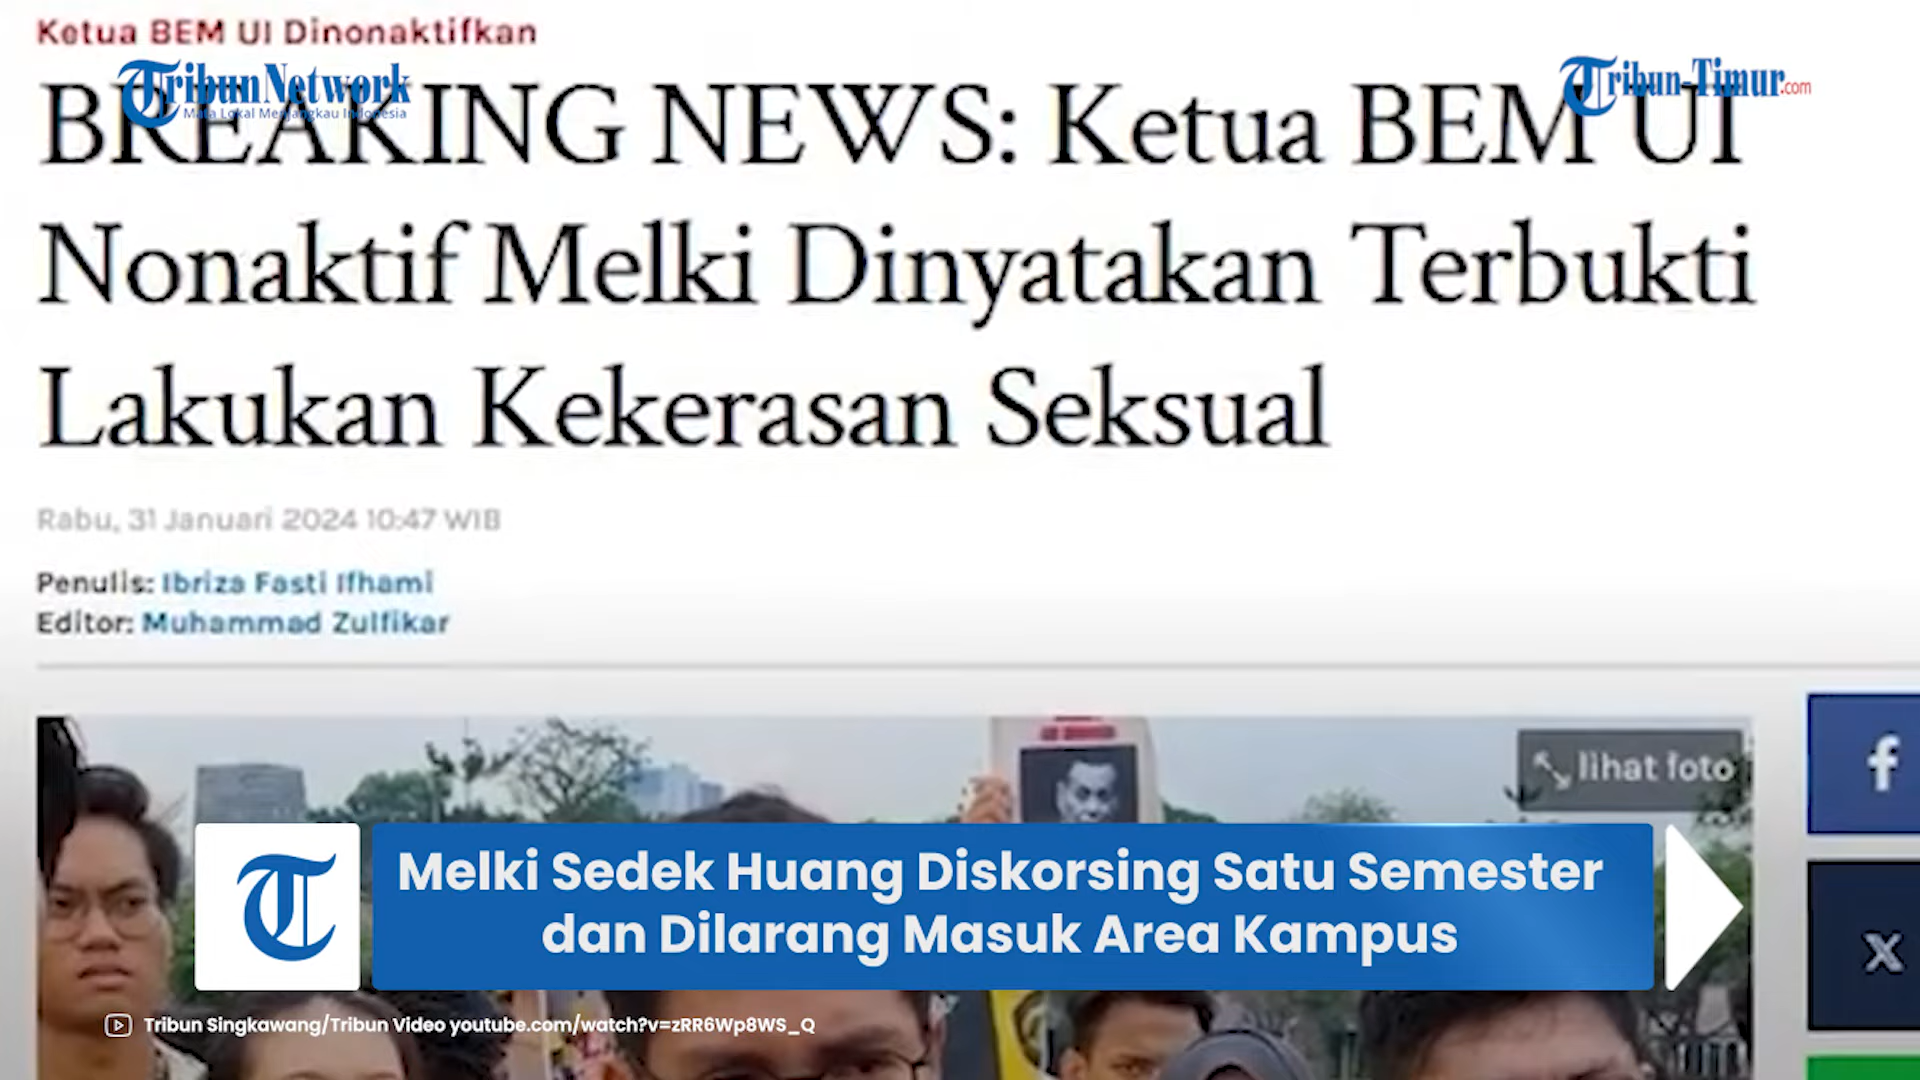 Ketua BEM UI Dinonaktifkan
Tribun Network
Mata Lokal Menjangkau Indonesia
Tribun-Timur.com
BREAKING NEWS: Ketua BEM UI
Nonaktif Melki Dinyatakan Terbukti
Lakukan Kekerasan Seksual
Rabu, 31 Januari 2024 10:47 WIB
Penulis: Ibriza Fasti Ifhami
Editor: Muhammad Zulfikar
lihat foto
f
X
T
Melki Sedek Huang Diskorsing Satu Semester
dan Dilarang Masuk Area Kampus
Tribun Singkawang/Tribun Video youtube.com/watch?v=zRR6Wp8WS_Q